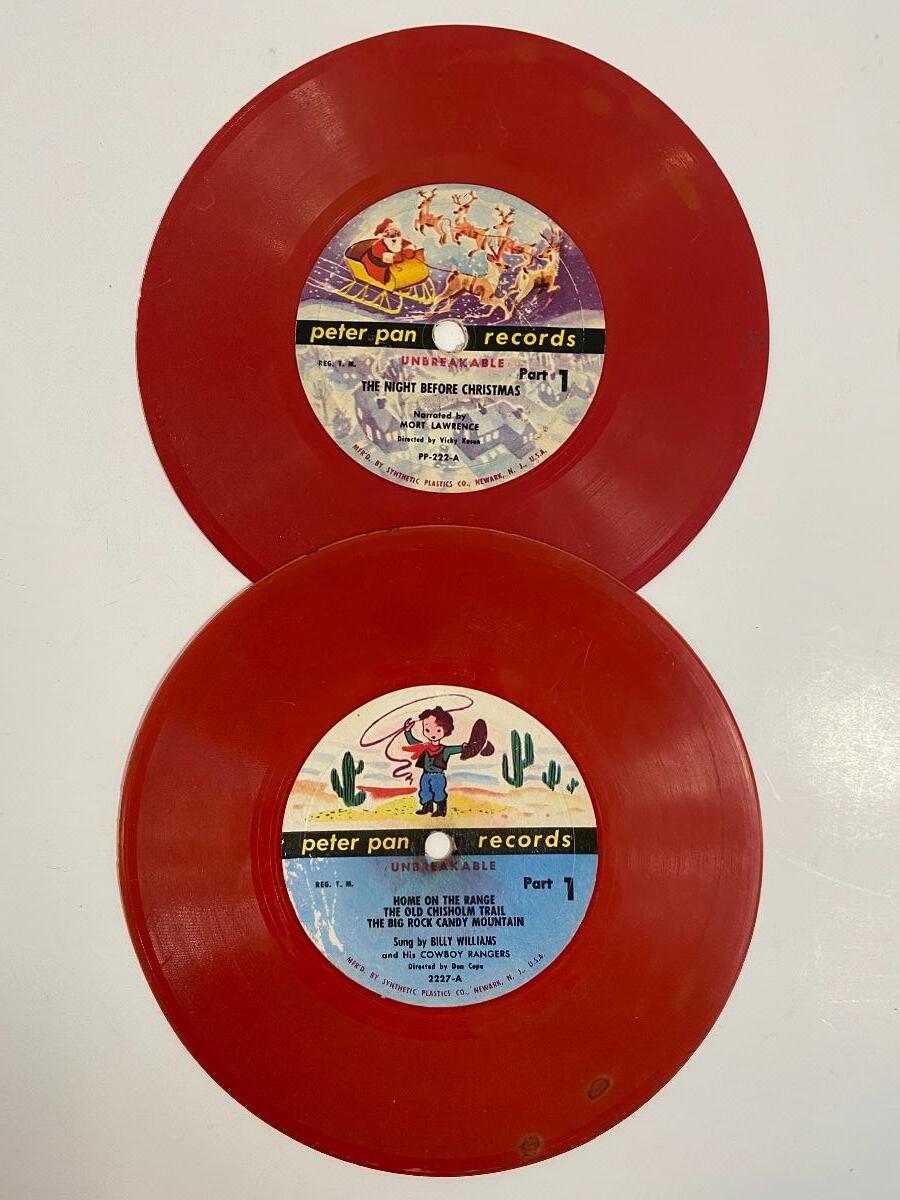 peter pan records
UNBREAKABLE
REG. T. M.
Part 1
THE NIGHT BEFORE CHRISTMAS
Narrated by
MORT LAWRENCE
Directed by Vicky Kasen
PP-222-A
MFR'D. BY SYNTHETIC PLASTICS CO., NEWARK, N. J., U.S.A.
peter pan records
UNBREAKABLE
REG. T. M.
Part 1
HOME ON THE RANGE
THE OLD CHISHOLM TRAIL
THE BIG ROCK CANDY MOUNTAIN
Sung by BILLY WILLIAMS
and His COWBOY RANGERS
Directed by Don Cope
2227-A
MFR'D. BY SYNTHETIC PLASTICS CO., NEWARK, N. J., U.S.A.